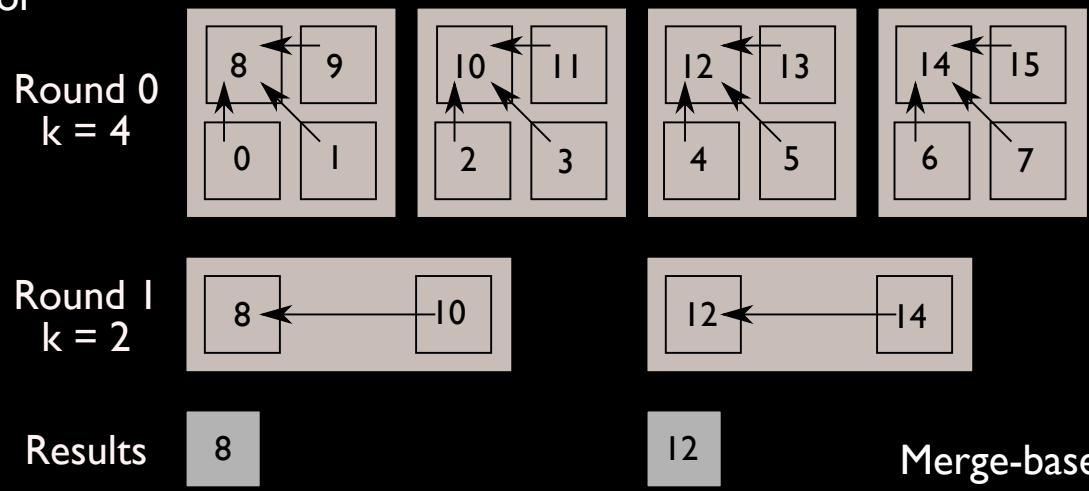 or
Round 0
k = 4
8 9 10 11 12 13 14 15
0 1 2 3 4 5 6 7
Round 1
k = 2
8 10 12 14
Results 8 12
Merge-base